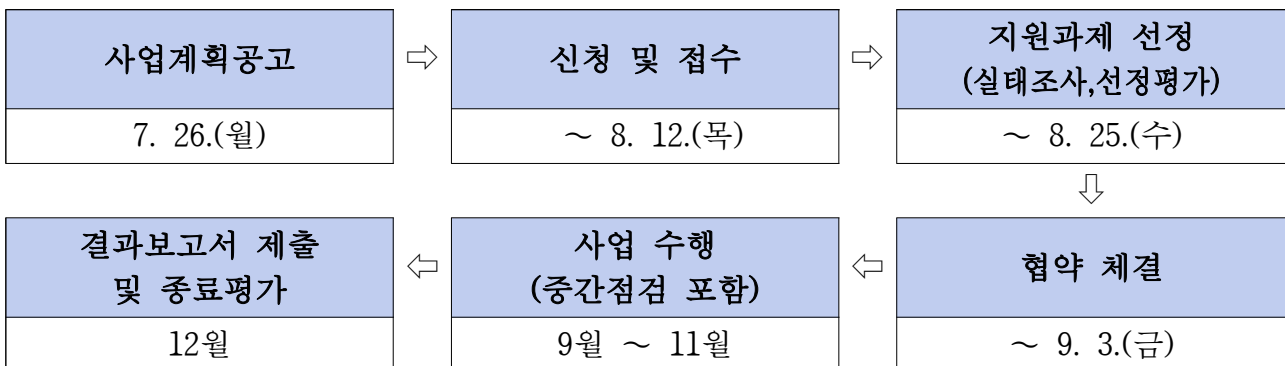 사업계획공고
7. 26.(월)
⇨
신청 및 접수
~ 8. 12.(목)
⇨
지원과제 선정
(실태조사,선정평가)
~ 8. 25.(수)
⇩
협약 체결
~ 9. 3.(금)
⇦
사업 수행
(중간점검 포함)
9월 ~ 11월
⇦
결과보고서 제출
및 종료평가
12월